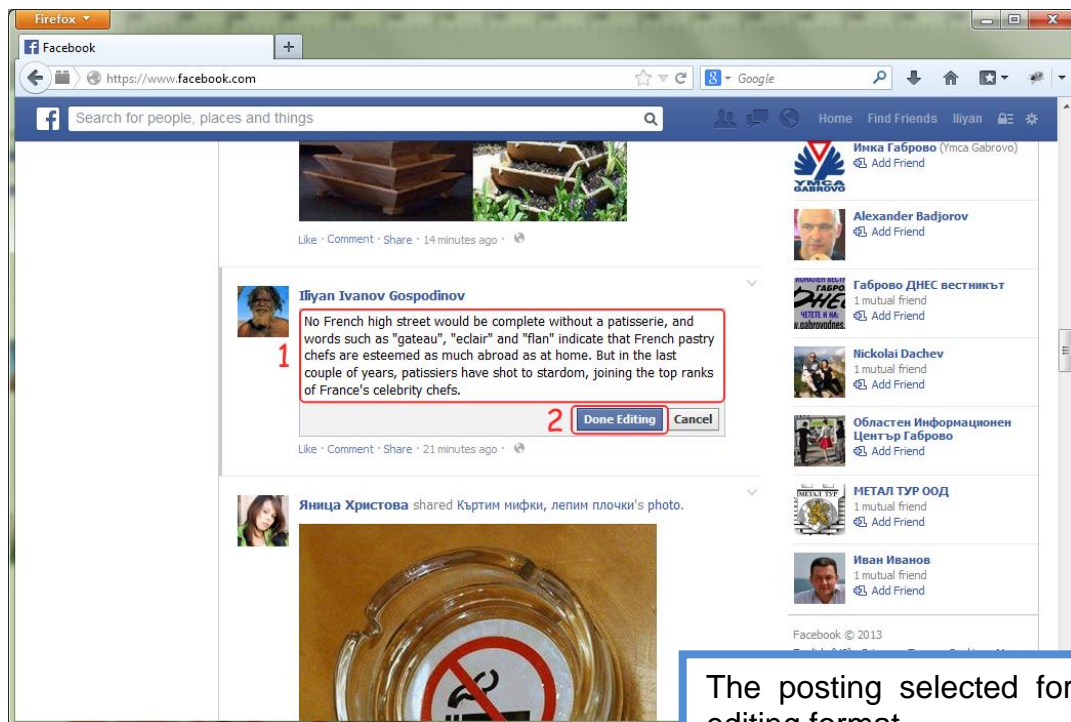 Firefox
Facebook
https://www.facebook.com
Google
Search for people, places and things
Home Find Friends Iliyan
Имка Габрово (Ymca Gabrovo)
Add Friend
YMCA
GABROVO
Like · Comment · Share · 14 minutes ago ·
Alexander Badjorov
Add Friend
Iliyan Ivanov Gospodinov
No French high street would be complete without a patisserie, and
words such as "gateau", "eclair" and "flan" indicate that French pastry
chefs are esteemed as much abroad as at home. But in the last
couple of years, patissiers have shot to stardom, joining the top ranks
of France's celebrity chefs.
1
2
Done Editing Cancel
Like · Comment · Share · 21 minutes ago ·
Габрово ДНЕС вестникът
1 mutual friend
Add Friend
Nickolai Dachev
1 mutual friend
Add Friend
Областен Информационен
Център Габрово
Add Friend
МЕТАЛ ТУР ООД
1 mutual friend
Add Friend
Яница Христова shared Къртим мифки, лепим плочки's photo.
Иван Иванов
1 mutual friend
Add Friend
Facebook © 2013
The posting selected for
editing format